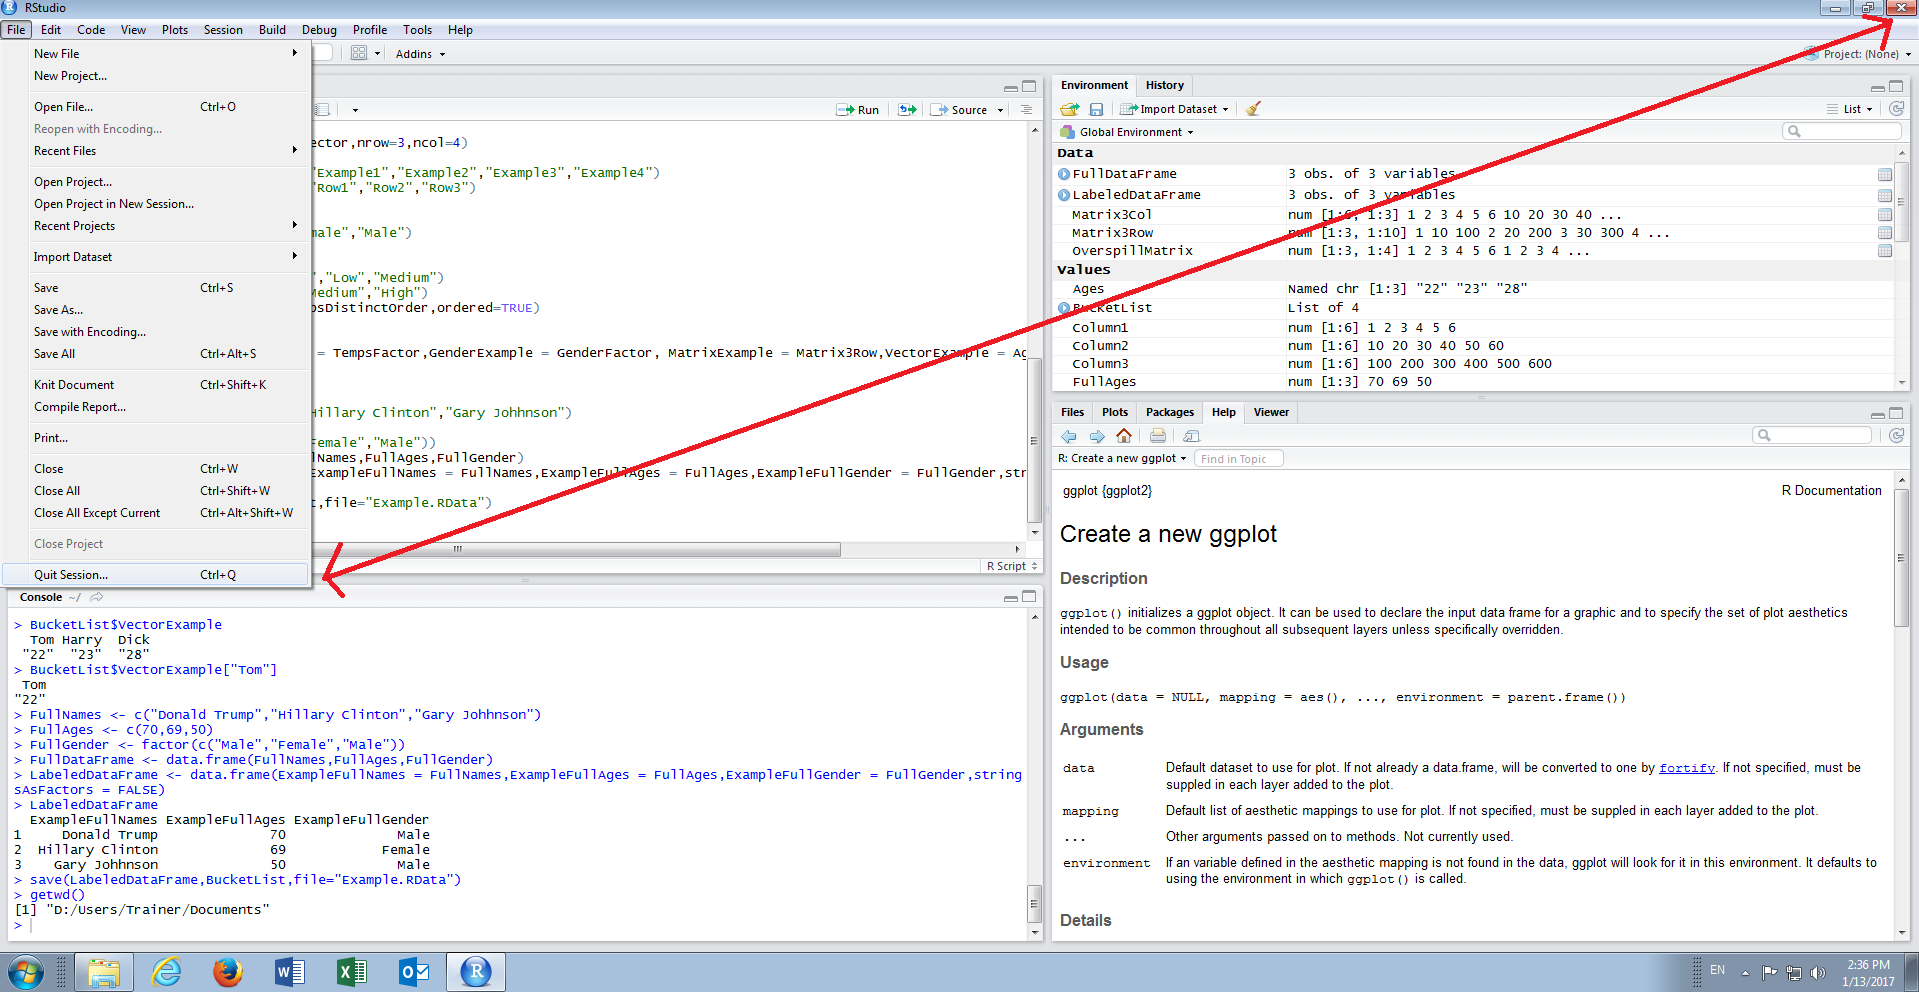 RStudio
File Edit Code View Plots Session Build Debug Profile Tools Help
Addins
Project: (None)
New File
New Project...
Open File... Ctrl+O
Reopen with Encoding...
Recent Files
Open Project...
Open Project in New Session...
Recent Projects
Import Dataset
Save Ctrl+S
Save As...
Save with Encoding...
Save All Ctrl+Alt+S
Knit Document Ctrl+Shift+K
Compile Report...
Print...
Close Ctrl+W
Close All Ctrl+Shift+W
Close All Except Current Ctrl+Alt+Shift+W
Close Project
Quit Session... Ctrl+Q
Run Source
ector,nrow=3,ncol=4)
"Example1","Example2","Example3","Example4")
"Row1","Row2","Row3")
male","Male")
,"Low","Medium")
Medium","High")
psDistinctOrder,ordered=TRUE)
= TempsFactor,GenderExample = GenderFactor, MatrixExample = Matrix3Row,VectorExample = Ag
Hillary Clinton","Gary Johhnson")
Female","Male"))
lNames,FullAges,FullGender)
ExampleFullNames = FullNames,ExampleFullAges = FullAges,ExampleFullGender = FullGender,str
t,file="Example.RData")
R Script
Console ~/
> BucketList$VectorExample
Tom Harry Dick
"22" "23" "28"
> BucketList$VectorExample["Tom"]
Tom
"22"
> FullNames <- c("Donald Trump","Hillary Clinton","Gary Johhnson")
> FullAges <- c(70,69,50)
> FullGender <- factor(c("Male","Female","Male"))
> FullDataFrame <- data.frame(FullNames,FullAges,FullGender)
> LabeledDataFrame <- data.frame(ExampleFullNames = FullNames,ExampleFullAges = FullAges,ExampleFullGender = FullGender,string
sAsFactors = FALSE)
> LabeledDataFrame
ExampleFullNames ExampleFullAges ExampleFullGender
1 Donald Trump 70 Male
2 Hillary Clinton 69 Female
3 Gary Johhnson 50 Male
> save(LabeledDataFrame,BucketList,file="Example.RData")
> getwd()
[1] "D:/Users/Trainer/Documents"
>
Environment History
Import Dataset List
Global Environment
Data
FullDataFrame 3 obs. of 3 variables
LabeledDataFrame 3 obs. of 3 variables
Matrix3Col num [1:6, 1:3] 1 2 3 4 5 6 10 20 30 40 ...
Matrix3Row num [1:3, 1:10] 1 10 100 2 20 200 3 30 300 4 ...
OverspillMatrix num [1:3, 1:4] 1 2 3 4 5 6 1 2 3 4 ...
Values
Ages Named chr [1:3] "22" "23" "28"
BucketList List of 4
Column1 num [1:6] 1 2 3 4 5 6
Column2 num [1:6] 10 20 30 40 50 60
Column3 num [1:6] 100 200 300 400 500 600
FullAges num [1:3] 70 69 50
Files Plots Packages Help Viewer
R: Create a new ggplot Find in Topic
ggplot {ggplot2} R Documentation
Create a new ggplot
Description
ggplot() initializes a ggplot object. It can be used to declare the input data frame for a graphic and to specify the set of plot aesthetics
intended to be common throughout all subsequent layers unless specifically overridden.
Usage
ggplot(data = NULL, mapping = aes(), ..., environment = parent.frame())
Arguments
data Default dataset to use for plot. If not already a data.frame, will be converted to one by fortify. If not specified, must be
suppled in each layer added to the plot.
mapping Default list of aesthetic mappings to use for plot. If not specified, must be suppled in each layer added to the plot.
... Other arguments passed on to methods. Not currently used.
environment If an variable defined in the aesthetic mapping is not found in the data, ggplot will look for it in this environment. It defaults to
using the environment in which ggplot() is called.
Details
EN
2:36 PM
1/13/2017